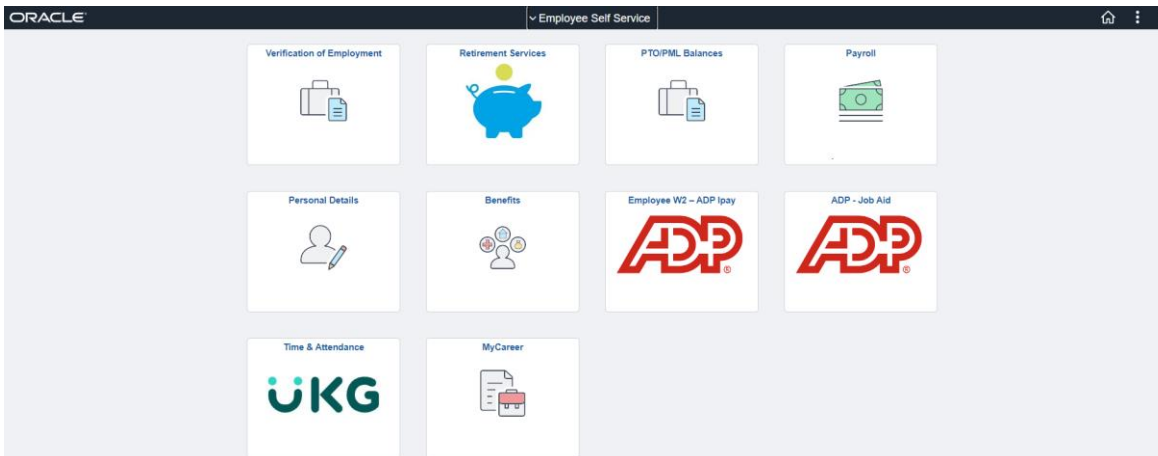 ORACLE
Employee Self Service
Verification of Employment
Retirement Services
PTO/PML Balances
Payroll
Personal Details
Benefits
Employee W2 – ADP Ipay
ADP - Job Aid
ADP
ADP
Time & Attendance
MyCareer
UKG